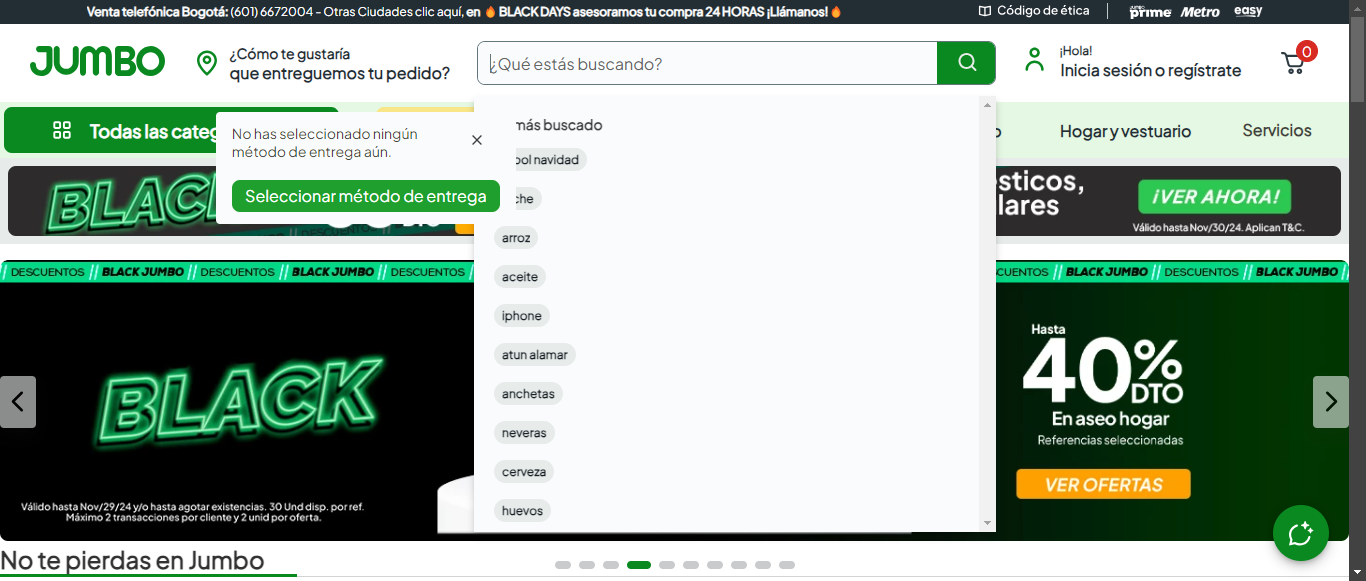 Venta telefónica Bogotá: (601) 6672004 - Otras Ciudades clic aquí, en 🔥 BLACK DAYS asesoramos tu compra 24 HORAS ¡Llámanos! 🔥
Código de ética
JUMBO prime
Metro
easy
JUMBO
¿Cómo te gustaría
que entreguemos tu pedido?
¿Qué estás buscando?
¡Hola!
Inicia sesión o regístrate
0
Todas las categ
Hogar y vestuario
Servicios
No has seleccionado ningún
método de entrega aún.
Seleccionar método de entrega
más buscado
navidad
arroz
aceite
iphone
atun alamar
anchetas
neveras
cerveza
huevos
BLACK
DESCUENTOS
¡VER AHORA!
Válido hasta Nov/30/24. Aplican T&C.
// DESCUENTOS // BLACK JUMBO // DESCUENTOS // BLACK JUMBO // DESCUENTOS //
// BLACK JUMBO // DESCUENTOS // BLACK JUMBO //
BLACK
Hasta
40%
DTO
En aseo hogar
Referencias seleccionadas
VER OFERTAS
Válido hasta Nov/29/24 y/o hasta agotar existencias. 30 Und disp. por ref.
Máximo 2 transacciones por cliente y 2 unid por oferta.
No te pierdas en Jumbo